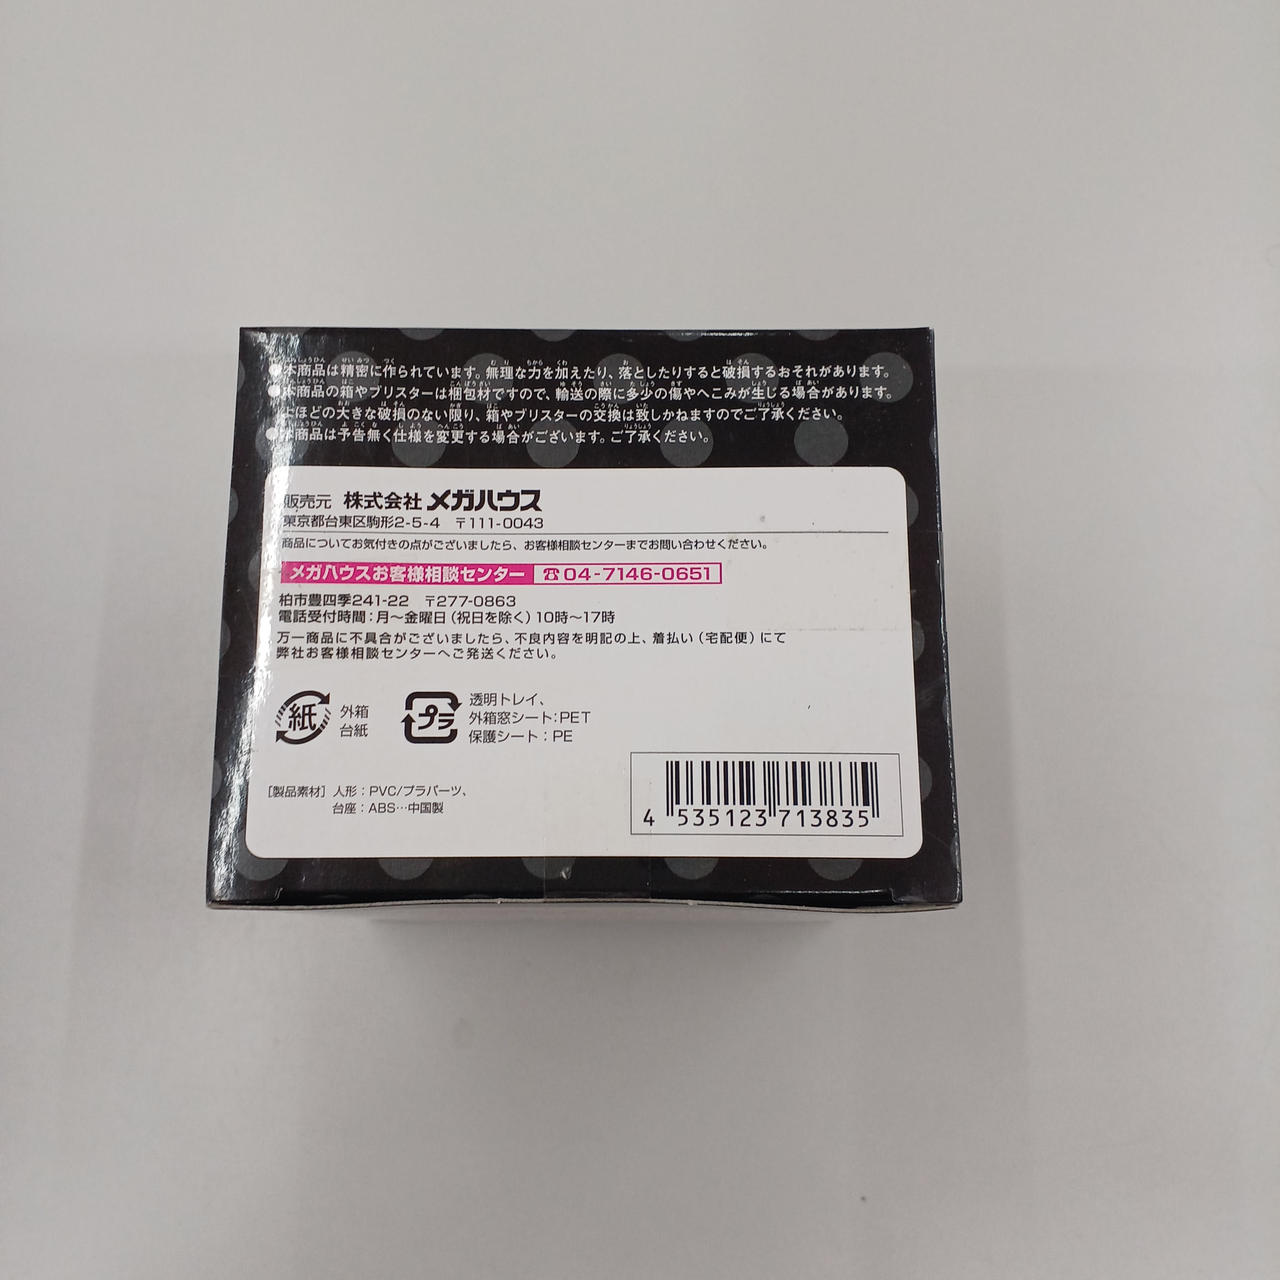 ●本商品は精密に作られています。無理な力を加えたり、落としたりすると破損するおそれがあります。
●本商品の箱やブリスターは梱包材ですので、輸送の際に多少の傷やへこみが生じる場合があります。
よほどの大きな破損のない限り、箱やブリスターの交換は致しかねますのでご了承ください。
●本商品は予告無く仕様を変更する場合がございます。ご了承ください。
販売元 株式会社 メガハウス
東京都台東区駒形2-5-4 〒111-0043
商品についてお気付きの点がございましたら、お客様相談センターまでお問い合わせください。
メガハウスお客様相談センター ☎04-7146-0651
柏市豊四季241-22 〒277-0863
電話受付時間:月〜金曜日(祝日を除く)10時〜17時
万一商品に不具合がございましたら、不良内容を明記の上、着払い(宅配便)にて
弊社お客様相談センターへご発送ください。
紙 外箱
台紙
プラ 透明トレイ、
外箱窓シート:PET
保護シート:PE
[製品素材] 人形:PVC/プラパーツ、
台座:ABS…中国製
4 535123 713835